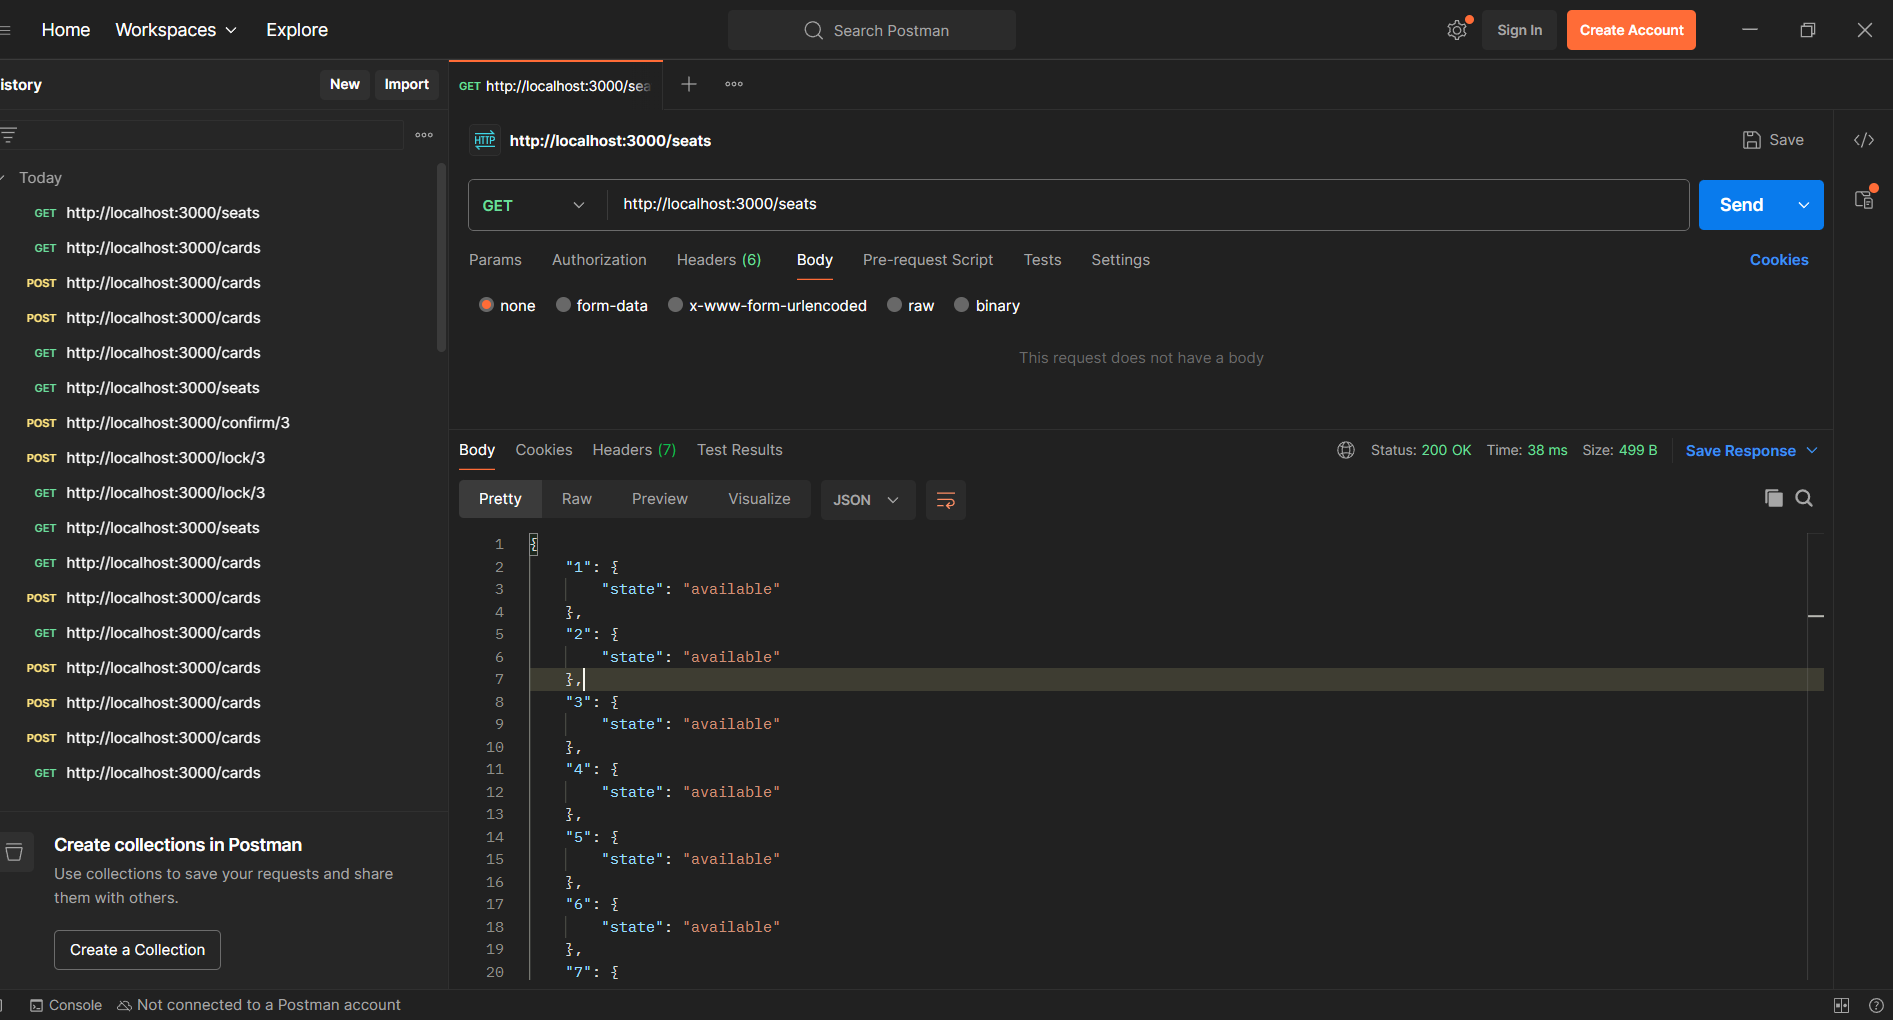 Home Workspaces Explore Search Postman Sign In Create Account
istory New Import
GET http://localhost:3000/sea
http://localhost:3000/seats Save
GET http://localhost:3000/seats Send
Params Authorization Headers (6) Body Pre-request Script Tests Settings Cookies
none form-data x-www-form-urlencoded raw binary
This request does not have a body
Today
GET http://localhost:3000/seats
GET http://localhost:3000/cards
POST http://localhost:3000/cards
POST http://localhost:3000/cards
GET http://localhost:3000/cards
GET http://localhost:3000/seats
POST http://localhost:3000/confirm/3
POST http://localhost:3000/lock/3
GET http://localhost:3000/lock/3
GET http://localhost:3000/seats
GET http://localhost:3000/cards
POST http://localhost:3000/cards
GET http://localhost:3000/cards
POST http://localhost:3000/cards
POST http://localhost:3000/cards
POST http://localhost:3000/cards
GET http://localhost:3000/cards
Create collections in Postman
Use collections to save your requests and share
them with others.
Create a Collection
Body Cookies Headers (7) Test Results Status: 200 OK Time: 38 ms Size: 499 B Save Response
Pretty Raw Preview Visualize JSON
1 {
2 "1": {
3 "state": "available"
4 },
5 "2": {
6 "state": "available"
7 },
8 "3": {
9 "state": "available"
10 },
11 "4": {
12 "state": "available"
13 },
14 "5": {
15 "state": "available"
16 },
17 "6": {
18 "state": "available"
19 },
20 "7": {
Console Not connected to a Postman account